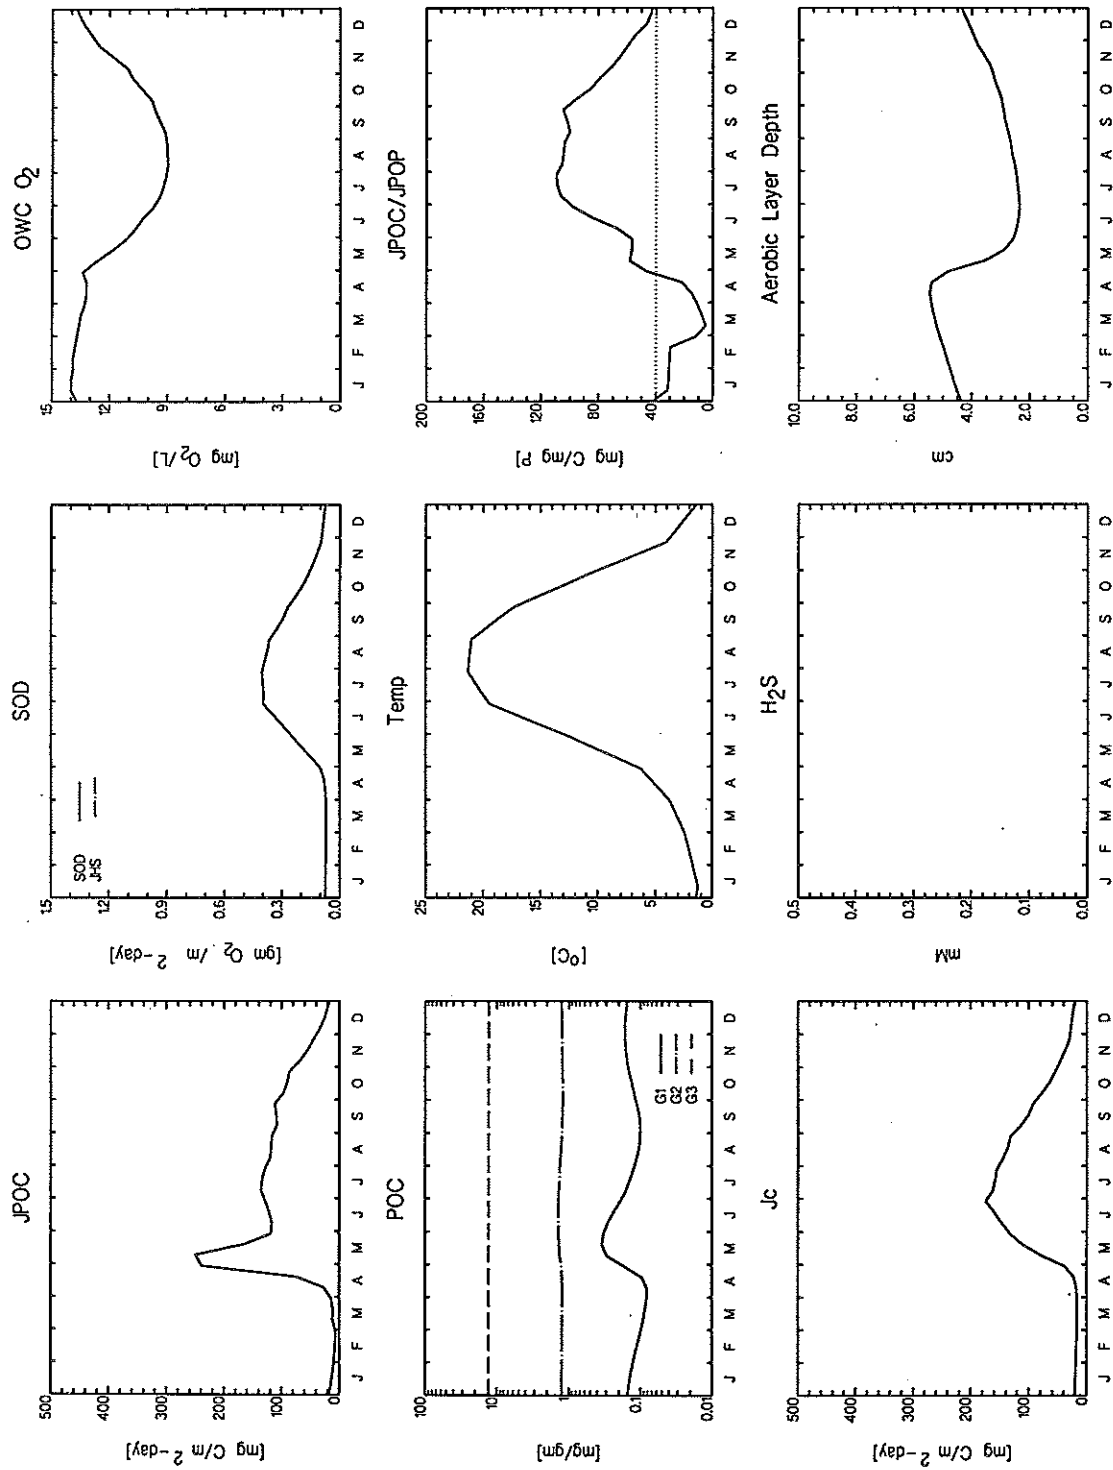 JPOC
500
400
300
200
100
0
[mg C/m ²-day]
J F M A M J J A S O N D
SOD
1.5
1.2
0.9
0.6
0.3
0.0
[gm O₂ /m ²-day]
SOD
JHS
J F M A M J J A S O N D
OWC O₂
15
12
9
6
3
0
[mg O₂/L]
J F M A M J J A S O N D
POC
100
10
1
0.1
0.01
[mg/gm]
G1
G2
G3
J F M A M J J A S O N D
Temp
25
20
15
10
5
0
[°C]
J F M A M J J A S O N D
JPOC/JPOP
200
160
120
80
40
0
[mg C/mg P]
J F M A M J J A S O N D
Jc
500
400
300
200
100
0
[mg C/m ²-day]
J F M A M J J A S O N D
H₂S
0.5
0.4
0.3
0.2
0.1
0.0
mM
J F M A M J J A S O N D
Aerobic Layer Depth
10.0
8.0
6.0
4.0
2.0
0.0
cm
J F M A M J J A S O N D